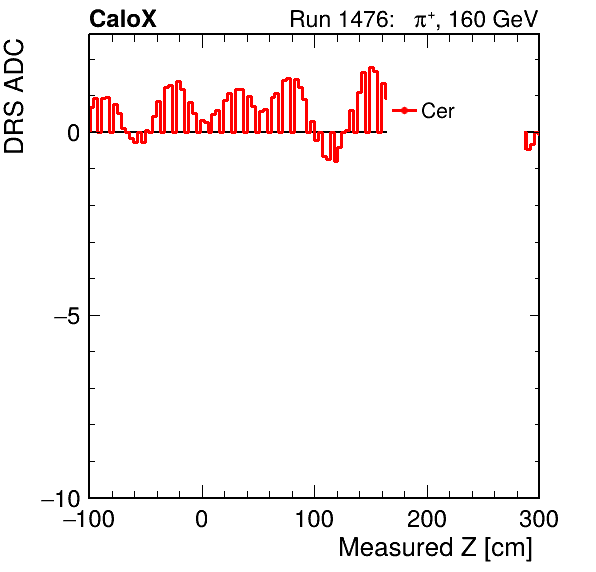 CaloX Run 1476: π⁺, 160 GeV
DRS ADC
Cer
0
−5
−10
−100 0 100 200 300
Measured Z [cm]